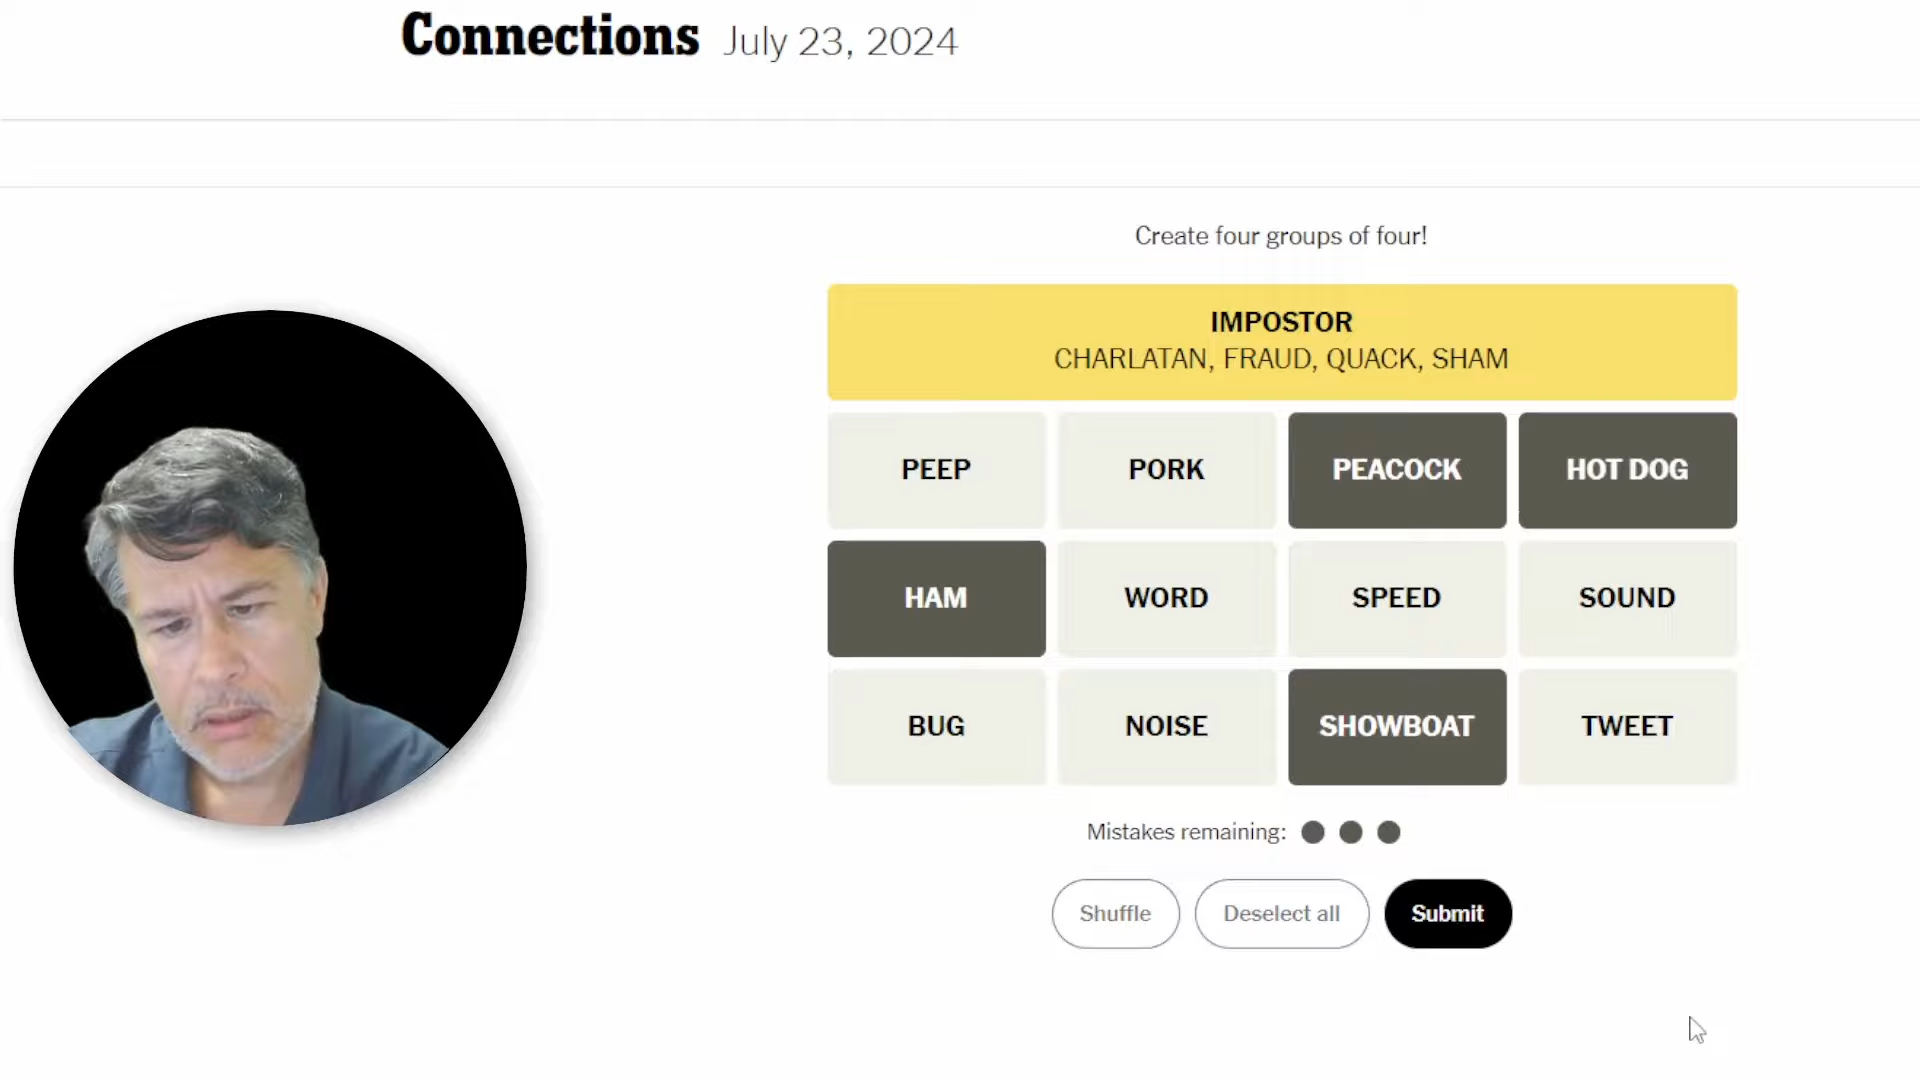 Connections July 23, 2024
Create four groups of four!
IMPOSTOR
CHARLATAN, FRAUD, QUACK, SHAM
PEEP PORK PEACOCK HOT DOG
HAM WORD SPEED SOUND
BUG NOISE SHOWBOAT TWEET
Mistakes remaining:
Shuffle Deselect all Submit